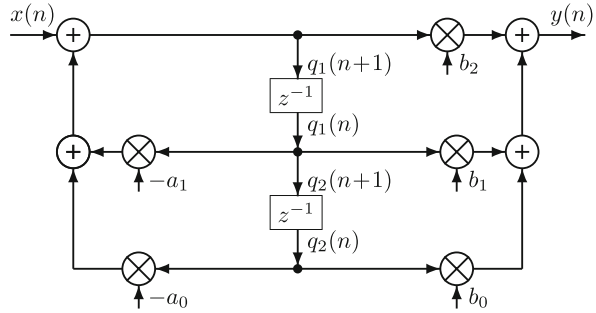 x(n)
y(n)
+
+
b₂
q₁(n+1)
z⁻¹
q₁(n)
+
+
−a₁
b₁
q₂(n+1)
z⁻¹
q₂(n)
−a₀
b₀